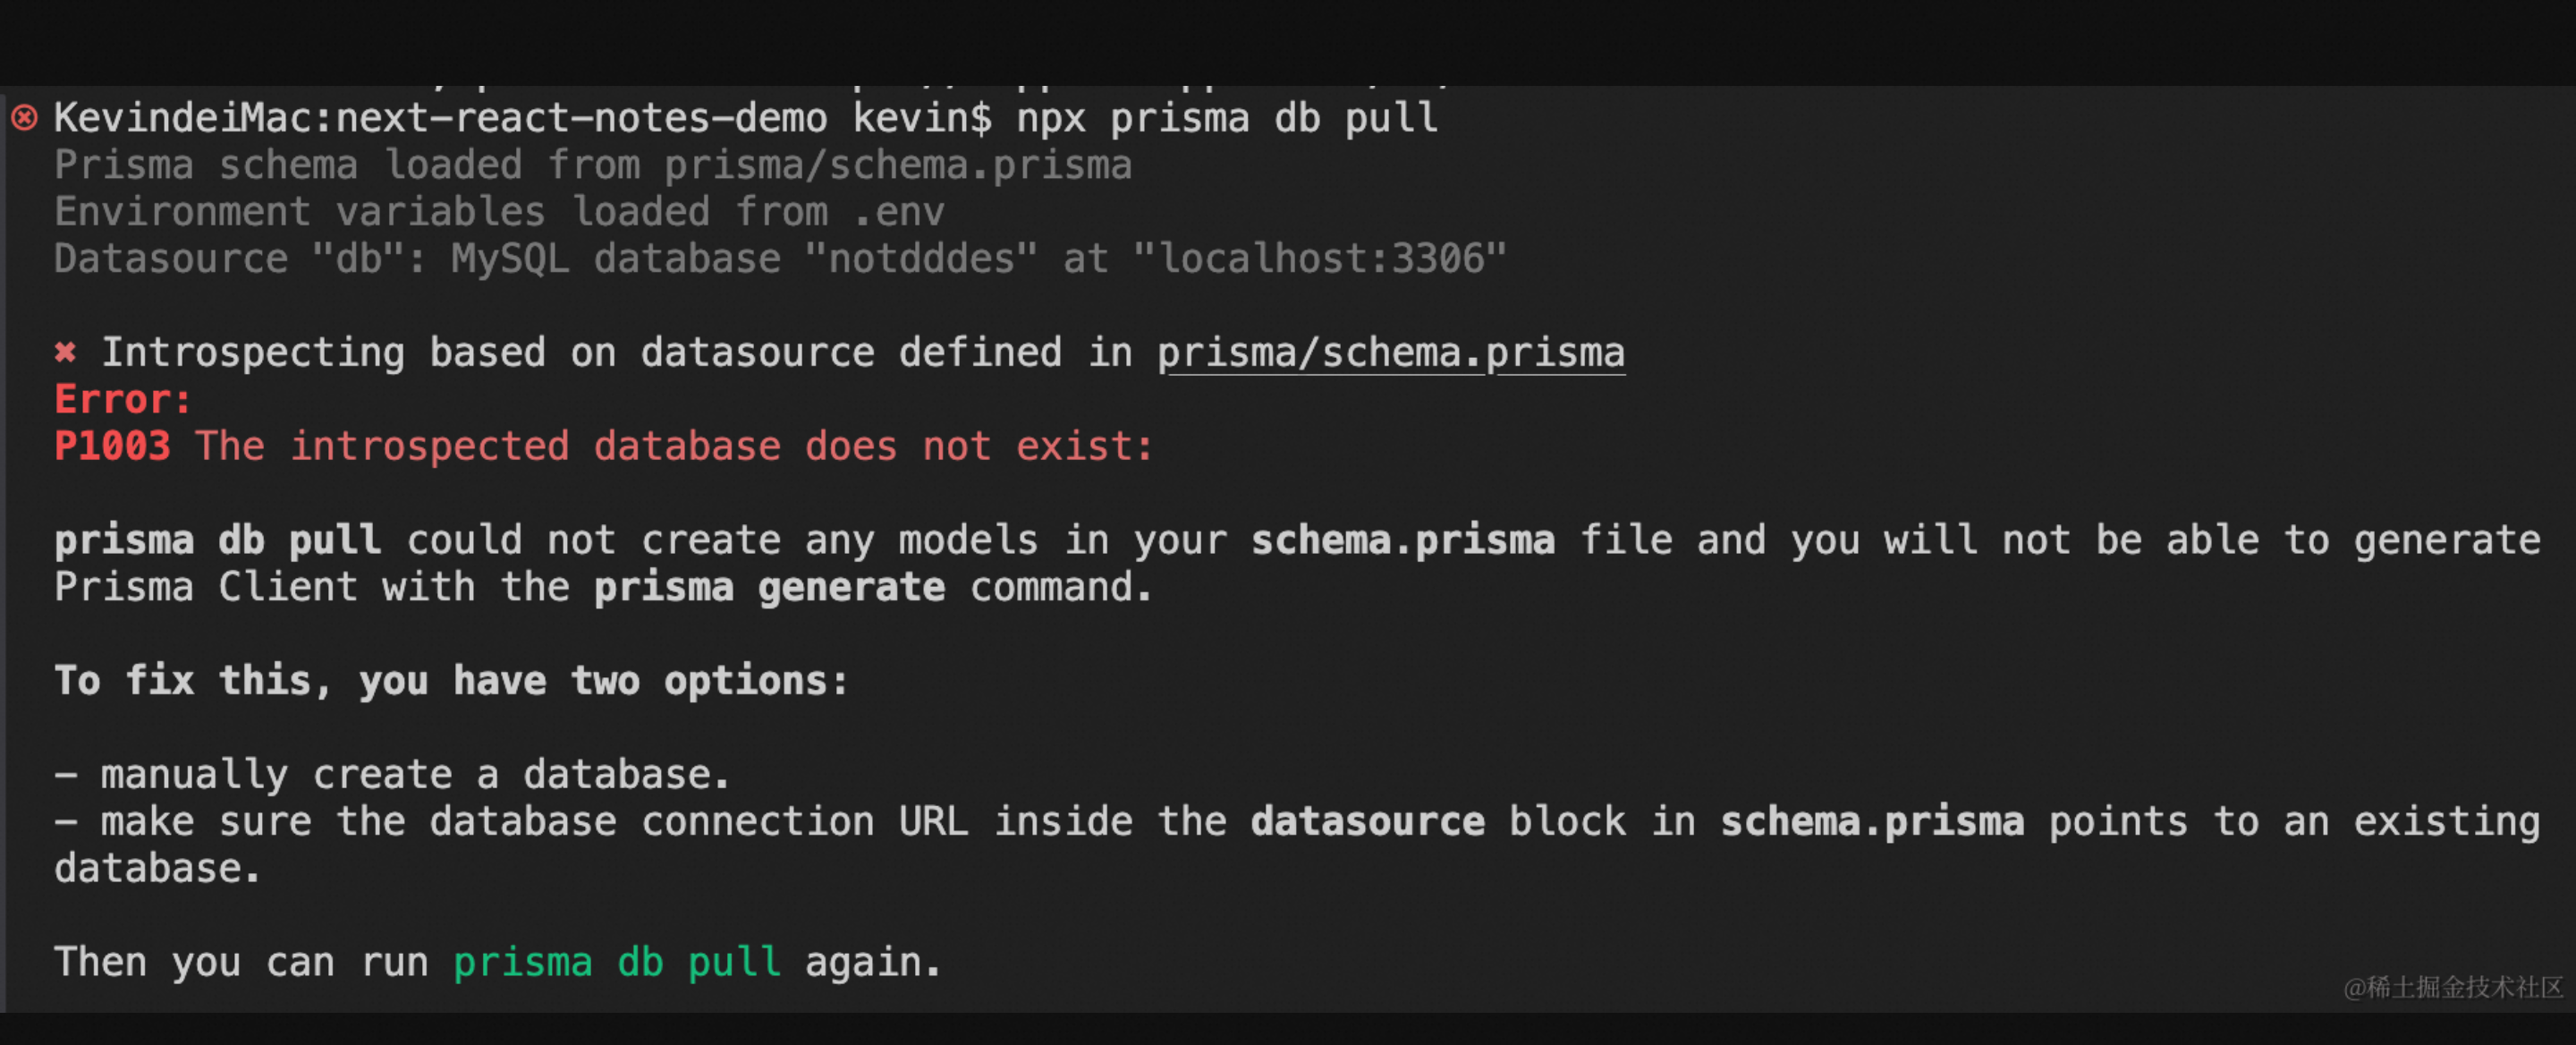 KevindeiMac:next-react-notes-demo kevin$ npx prisma db pull
Prisma schema loaded from prisma/schema.prisma
Environment variables loaded from .env
Datasource "db": MySQL database "notdddes" at "localhost:3306"
✖ Introspecting based on datasource defined in prisma/schema.prisma
Error:
P1003 The introspected database does not exist:
prisma db pull could not create any models in your schema.prisma file and you will not be able to generate
Prisma Client with the prisma generate command.
To fix this, you have two options:
– manually create a database.
– make sure the database connection URL inside the datasource block in schema.prisma points to an existing
database.
Then you can run prisma db pull again.
@稀土掘金技术社区